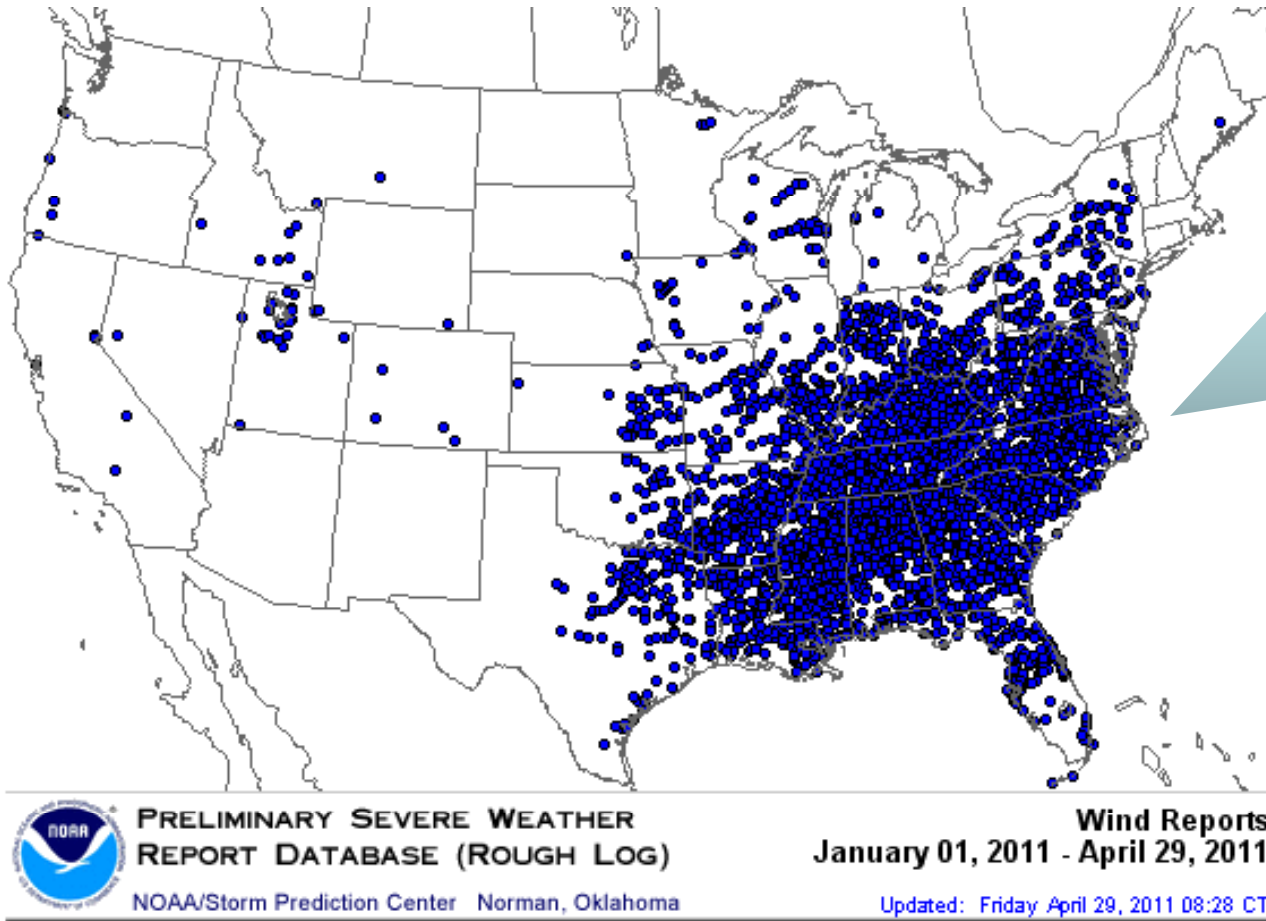 NOAA
PRELIMINARY SEVERE WEATHER
REPORT DATABASE (ROUGH LOG)
NOAA/Storm Prediction Center Norman, Oklahoma
Wind Reports
January 01, 2011 - April 29, 2011
Updated: Friday April 29, 2011 08:28 CT